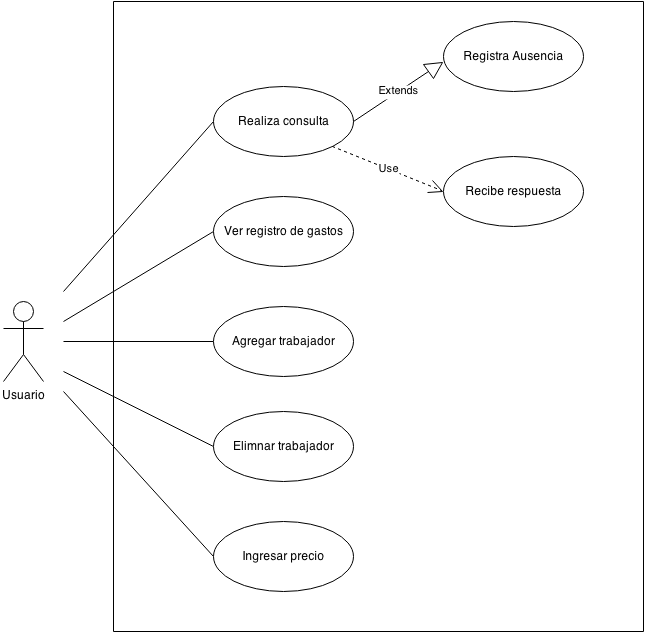 Registra Ausencia
Extends
Realiza consulta
Use
Recibe respuesta
Ver registro de gastos
Agregar trabajador
Usuario
Elimnar trabajador
Ingresar precio